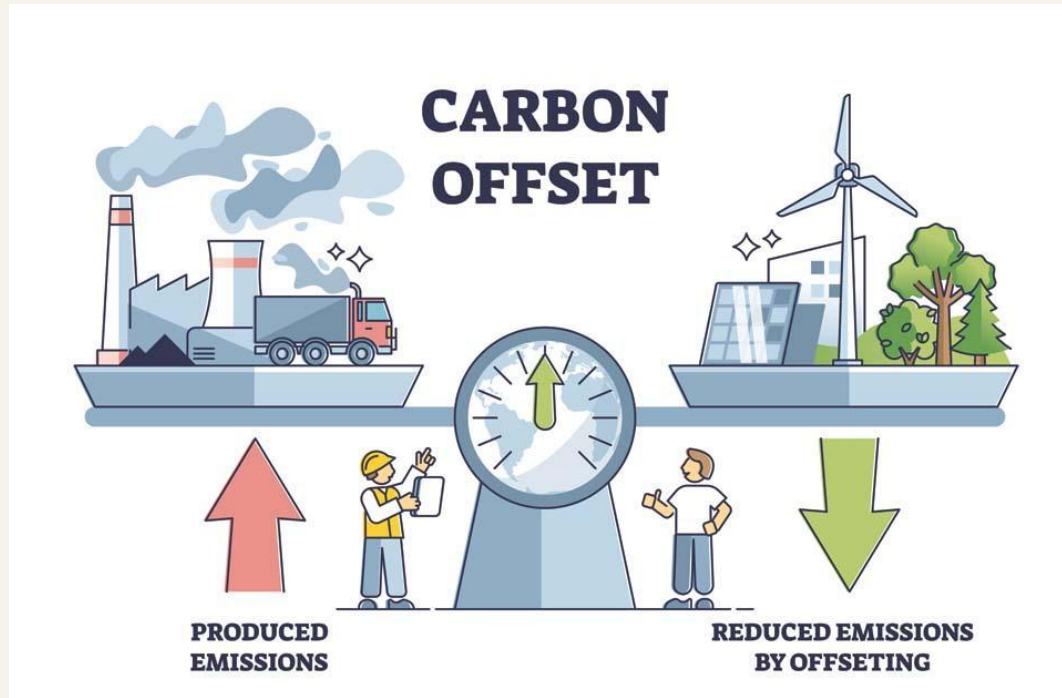 CARBON
OFFSET
PRODUCED
EMISSIONS
REDUCED EMISSIONS
BY OFFSETING